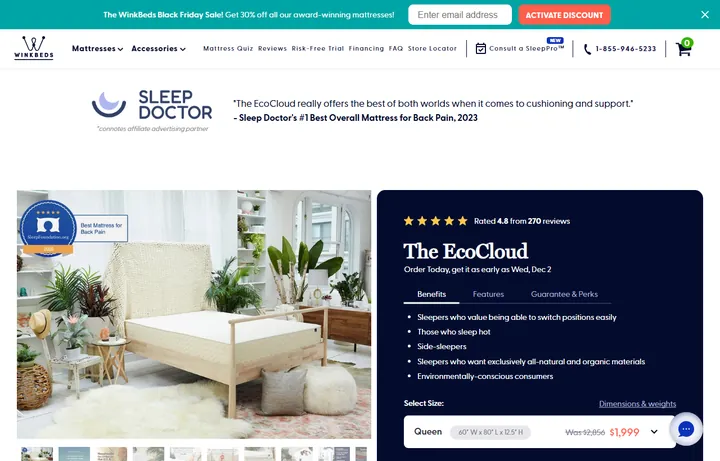 The WinkBeds Black Friday Sale! Get 30% off all our award-winning mattresses!
Enter email address
ACTIVATE DISCOUNT
WINKBEDS
Mattresses
Accessories
Mattress Quiz
Reviews
Risk-Free Trial
Financing
FAQ
Store Locator
NEW
Consult a SleepPro™
1-855-946-5233
0
SLEEP
DOCTOR
*connotes affiliate advertising partner
"The EcoCloud really offers the best of both worlds when it comes to cushioning and support."
- Sleep Doctor's #1 Best Overall Mattress for Back Pain, 2023
SleepFoundation.org
Best Mattress for
Back Pain
Rated 4.8 from 270 reviews
The EcoCloud
Order Today, get it as early as Wed, Dec 2
Benefits
Features
Guarantee & Perks
• Sleepers who value being able to switch positions easily
• Those who sleep hot
• Side-sleepers
• Sleepers who want exclusively all-natural and organic materials
• Environmentally-conscious consumers
Select Size:
Dimensions & weights
Queen
60" W x 80" L x 12.5" H
Was $2,856
$1,999